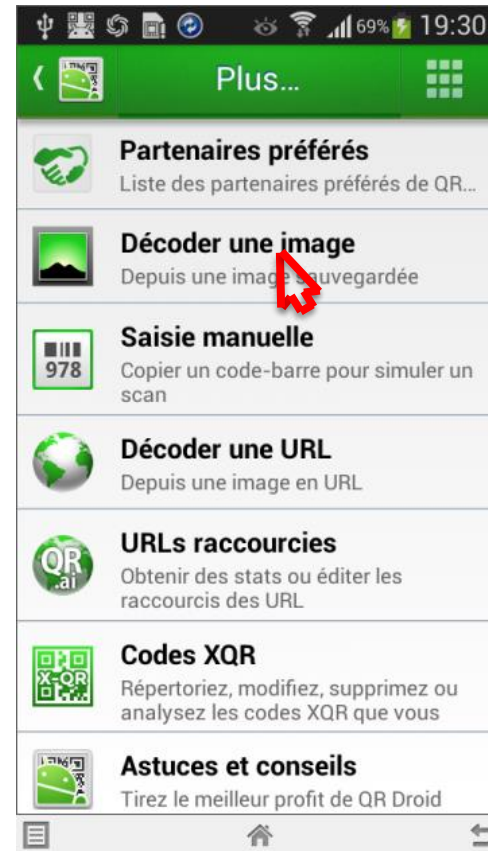 69% 19:30
Plus...
Partenaires préférés
Liste des partenaires préférés de QR...
Décoder une image
Depuis une image sauvegardée
978
Saisie manuelle
Copier un code-barre pour simuler un
scan
Décoder une URL
Depuis une image en URL
QR
.ai
URLs raccourcies
Obtenir des stats ou éditer les
raccourcis des URL
X-QR
Codes XQR
Répertoriez, modifiez, supprimez ou
analysez les codes XQR que vous
Astuces et conseils
Tirez le meilleur profit de QR Droid